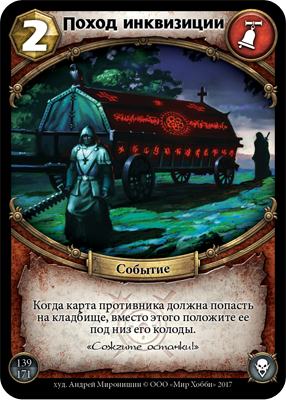 2
Поход инквизиции
Событие
Когда карта противника должна попасть
на кладбище, вместо этого положите ее
под низ его колоды.
«Сожгите останки!»
139
171
худ. Андрей Миронишин © ООО «Мир Хобби» 2017